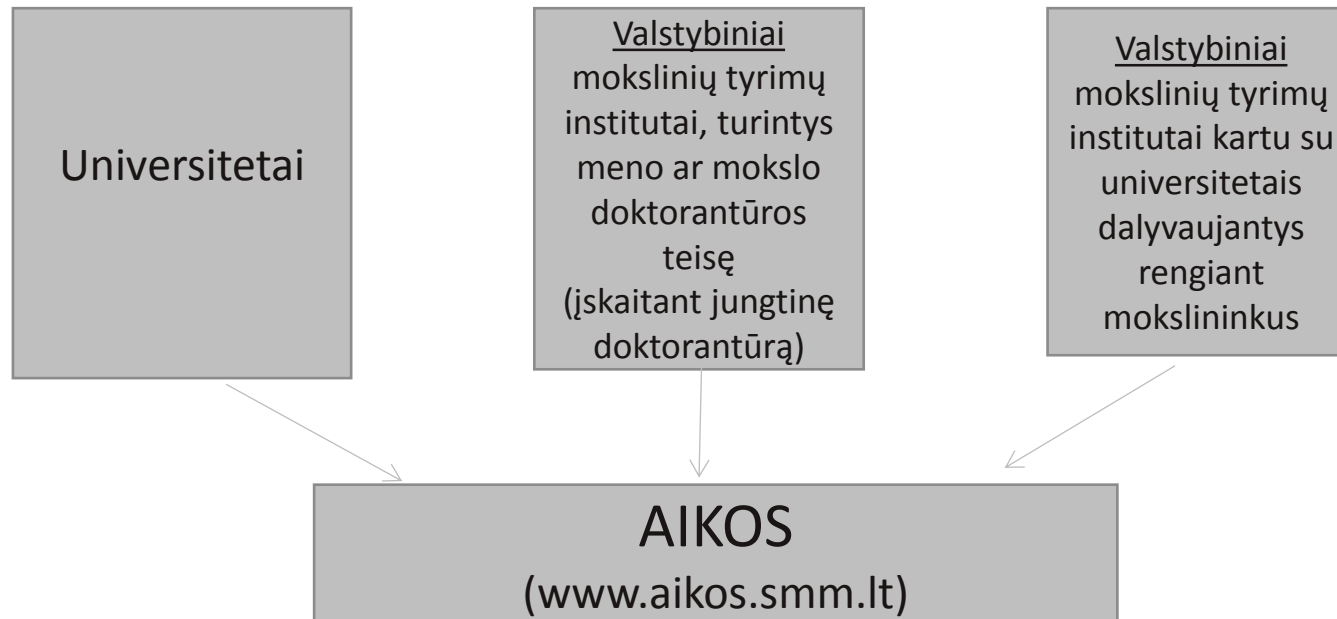 Universitetai
Valstybiniai
mokslinių tyrimų
institutai, turintys
meno ar mokslo
doktorantūros
teisę
(įskaitant jungtinę
doktorantūrą)
Valstybiniai
mokslinių tyrimų
institutai kartu su
universitetais
dalyvaujantys
rengiant
mokslininkus
AIKOS
(www.aikos.smm.lt)